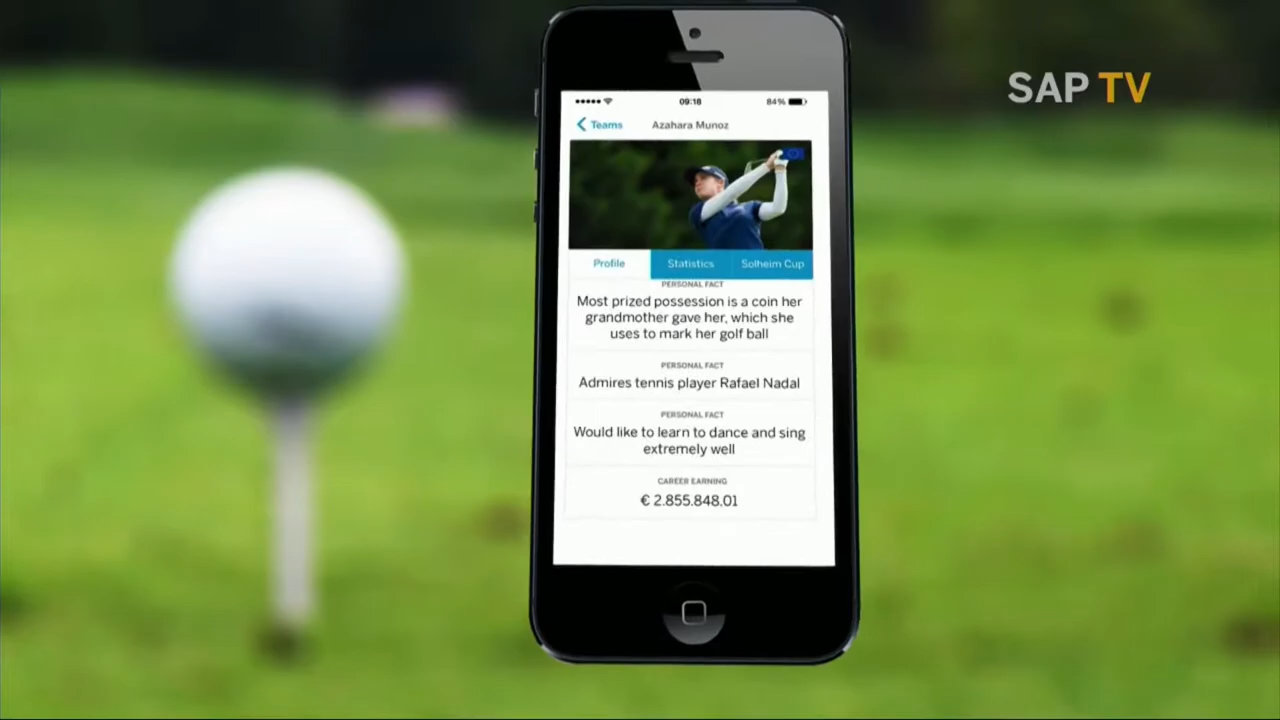 SAP TV
09:18
84%
Teams
Azahara Munoz
Profile
Statistics
Solheim Cup
PERSONAL FACT
Most prized possession is a coin her
grandmother gave her, which she
uses to mark her golf ball
PERSONAL FACT
Admires tennis player Rafael Nadal
PERSONAL FACT
Would like to learn to dance and sing
extremely well
CAREER EARNING
€ 2.855.848.01